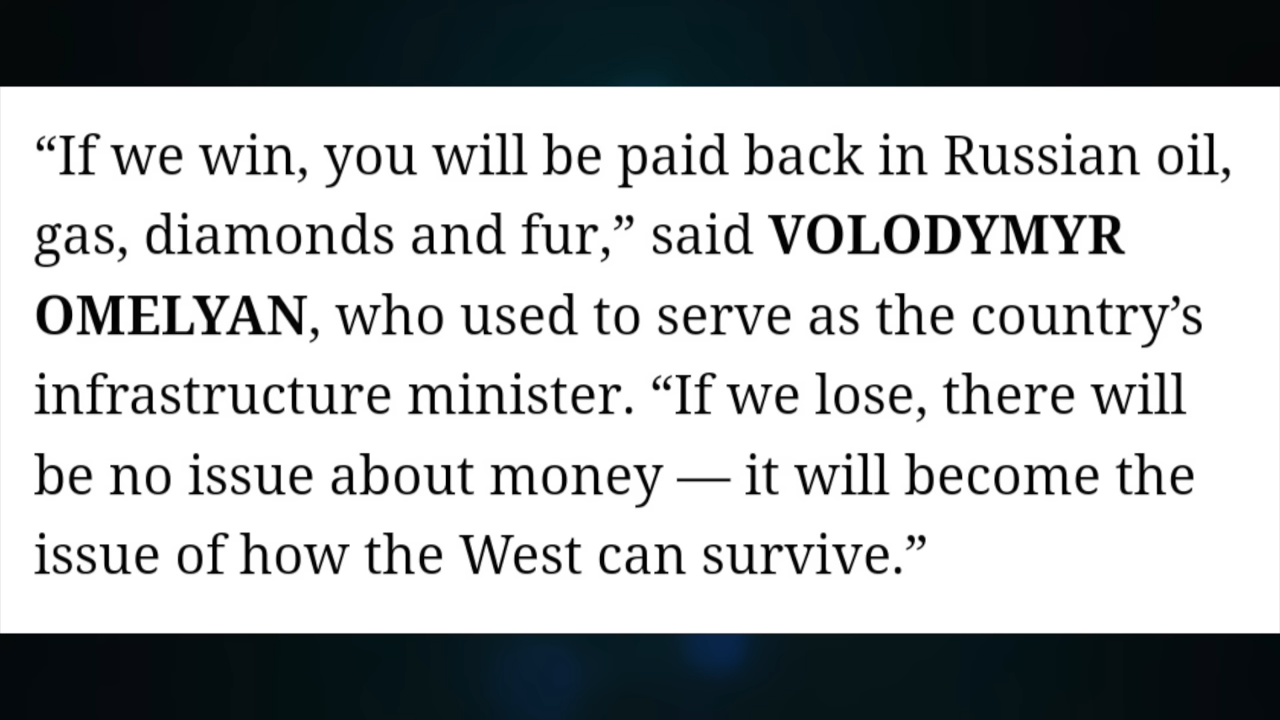 “If we win, you will be paid back in Russian oil,
gas, diamonds and fur,” said VOLODYMYR
OMELYAN, who used to serve as the country’s
infrastructure minister. “If we lose, there will
be no issue about money — it will become the
issue of how the West can survive.”